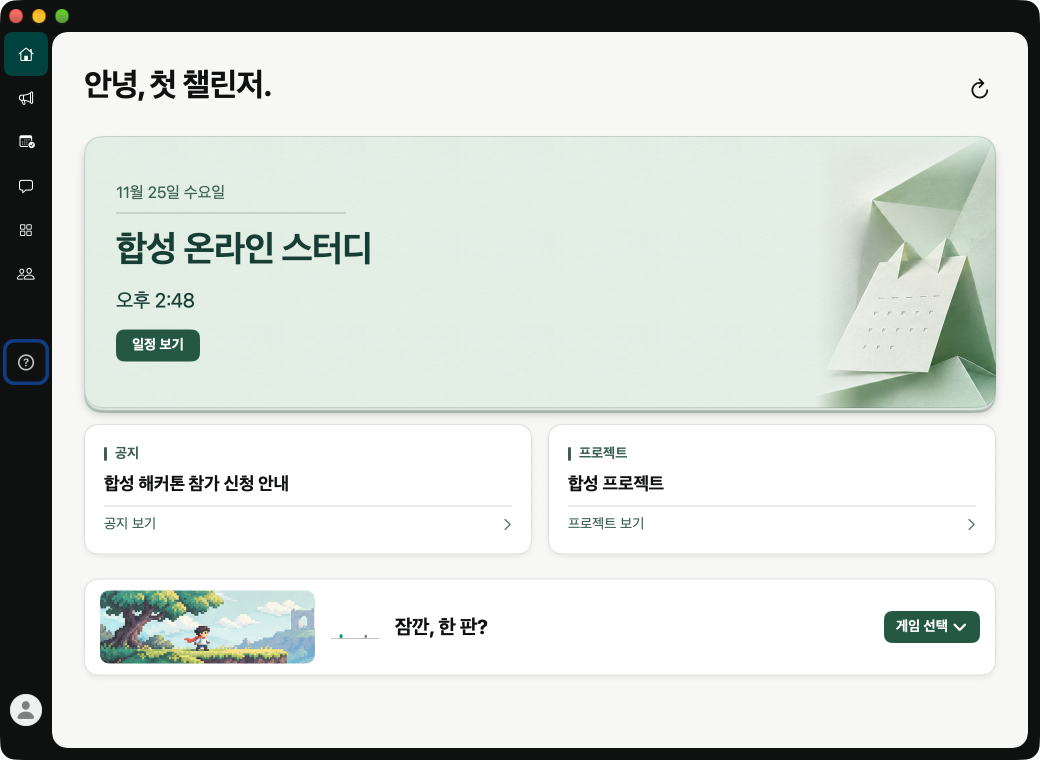 안녕, 첫 챌린저.
11월 25일 수요일
합성 온라인 스터디
오후 2:48
일정 보기
공지
합성 해커톤 참가 신청 안내
공지 보기
프로젝트
합성 프로젝트
프로젝트 보기
잠깐, 한 판?
게임 선택